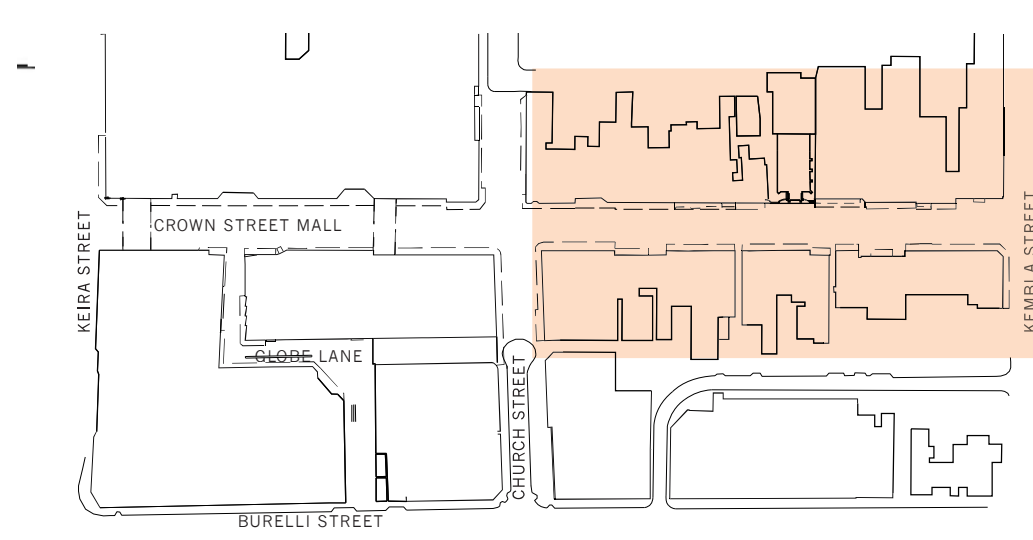 CROWN STREET MALL
KEIRA STREET
KEMBLA STREET
GLOBE LANE
CHURCH STREET
BURELLI STREET